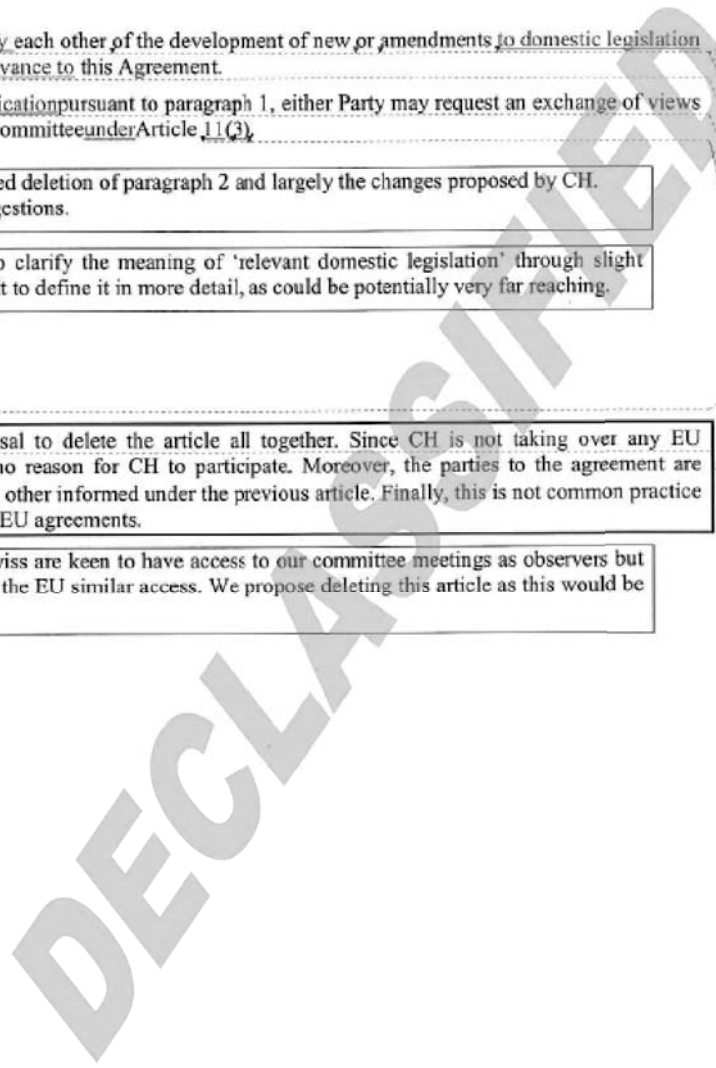 each other of the development of new or amendments to domestic legislation
vance to this Agreement.
icationpursuant to paragraph 1, either Party may request an exchange of views
ommitteeunderArticle 11(3),
ed deletion of paragraph 2 and largely the changes proposed by CH.
gestions.
o clarify the meaning of ‘relevant domestic legislation’ through slight
t to define it in more detail, as could be potentially very far reaching.
sal to delete the article all together. Since CH is not taking over any EU
no reason for CH to participate. Moreover, the parties to the agreement are
other informed under the previous article. Finally, this is not common practice
EU agreements.
iss are keen to have access to our committee meetings as observers but
the EU similar access. We propose deleting this article as this would be
DECLASSIFIED